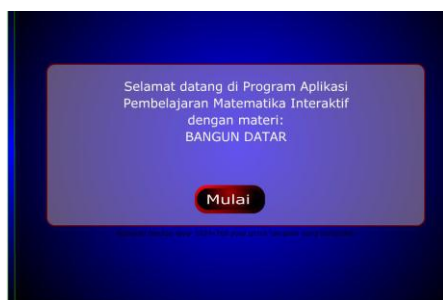 Selamat datang di Program Aplikasi
Pembelajaran Matematika Interaktif
dengan materi:
BANGUN DATAR
Mulai